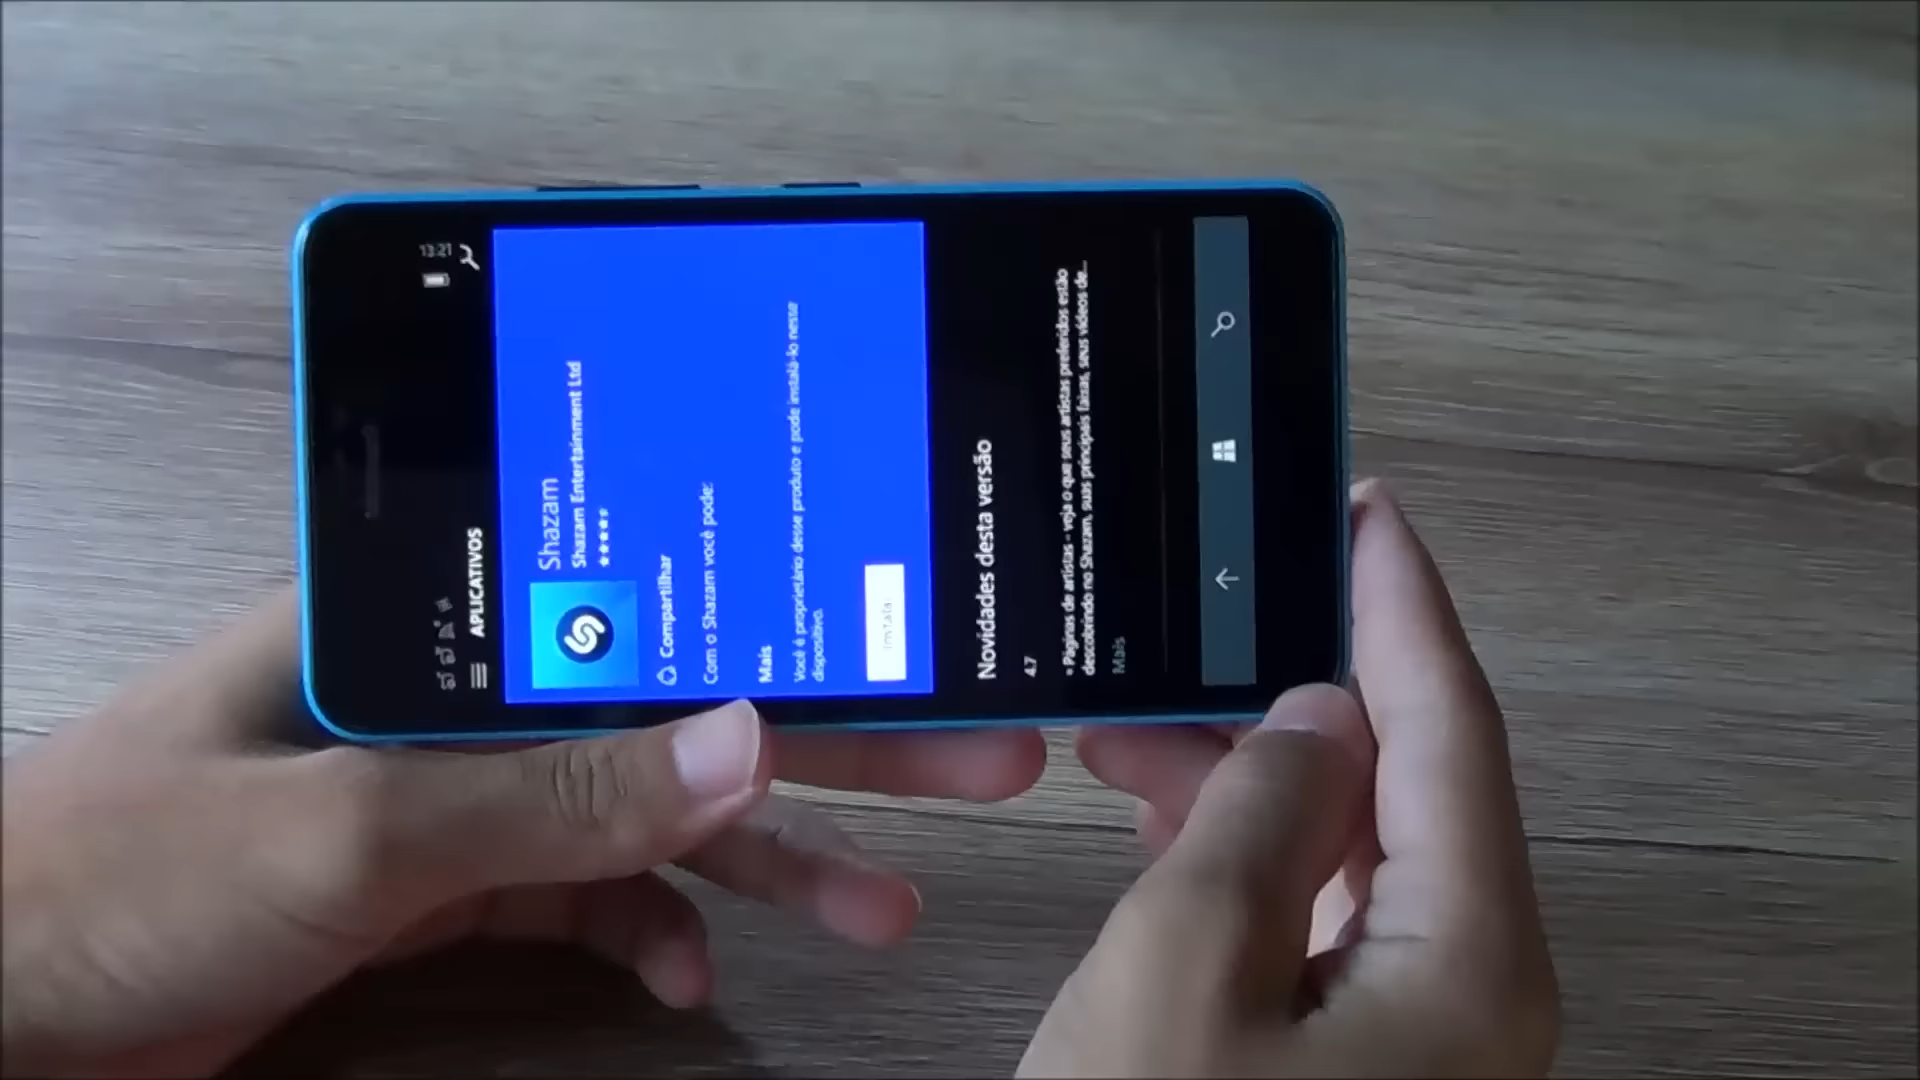 13:21
APLICATIVOS
Shazam
Shazam Entertainment Ltd
Compartilhar
Com o Shazam você pode:
Mais
Você é proprietário desse produto e pode instalá-lo nesse
dispositivo.
Instalar
Novidades desta versão
4.7
• Páginas de artistas - veja o que seus artistas preferidos estão
descobrindo no Shazam, suas principais faixas, seus vídeos de...
Mais